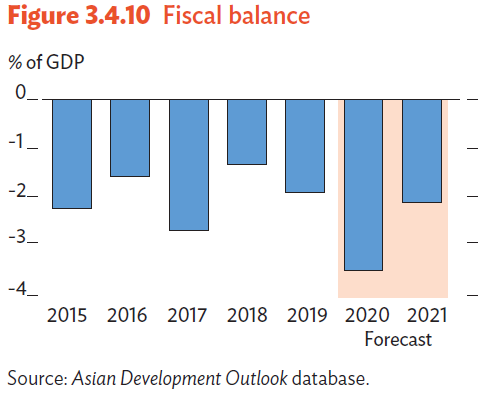 Figure 3.4.10 Fiscal balance
% of GDP
0
-1
-2
-3
-4
2015 2016 2017 2018 2019 2020 2021
Forecast
Source: Asian Development Outlook database.